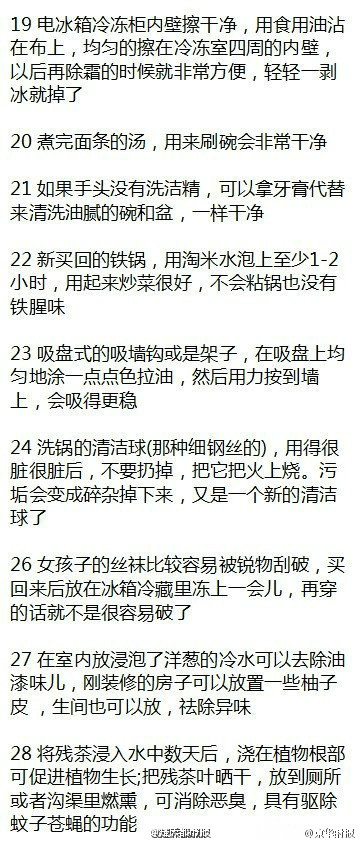 19 电冰箱冷冻柜内壁擦干净，用食用油沾
在布上，均匀的擦在冷冻室四周的内壁，
以后再除霜的时候就非常方便，轻轻一剥
冰就掉了
20 煮完面条的汤，用来刷碗会非常干净
21 如果手头没有洗洁精，可以拿牙膏代替
来清洗油腻的碗和盆，一样干净
22 新买回的铁锅，用淘米水泡上至少1-2
小时，用起来炒菜很好，不会粘锅也没有
铁腥味
23 吸盘式的吸墙钩或是架子，在吸盘上均
匀地涂一点点色拉油，然后用力按到墙
上，会吸得更稳
24 洗锅的清洁球(那种细钢丝的)，用得很
脏很脏后，不要扔掉，把它把火上烧。污
垢会变成碎杂掉下来，又是一个新的清洁
球了
26 女孩子的丝袜比较容易被锐物刮破，买
回来后放在冰箱冷藏里冻上一会儿，再穿
的话就不是很容易破了
27 在室内放浸泡了洋葱的冷水可以去除油
漆味儿，刚装修的房子可以放置一些柚子
皮 ，生间也可以放，祛除异味
28 将残茶浸入水中数天后，浇在植物根部
可促进植物生长;把残茶叶晒干，放到厕所
或者沟渠里燃熏，可消除恶臭，具有驱除
蚊子苍蝇的功能
@京华时报